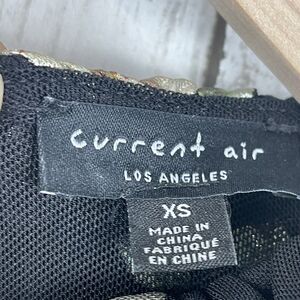 current air
LOS ANGELES
XS
MADE IN
CHINA
FABRIQUÉ
EN CHINE